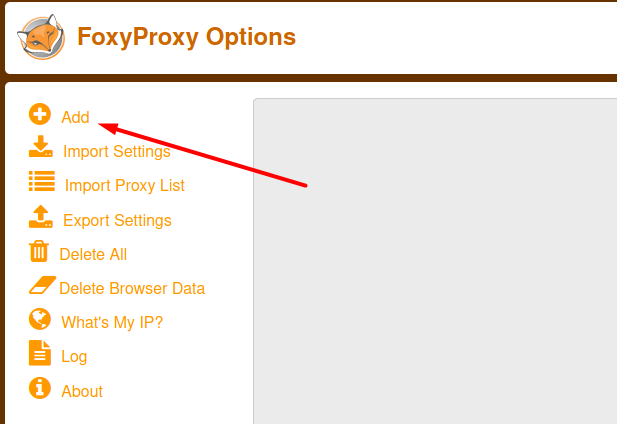 FoxyProxy Options
Add
Import Settings
Import Proxy List
Export Settings
Delete All
Delete Browser Data
What's My IP?
Log
About